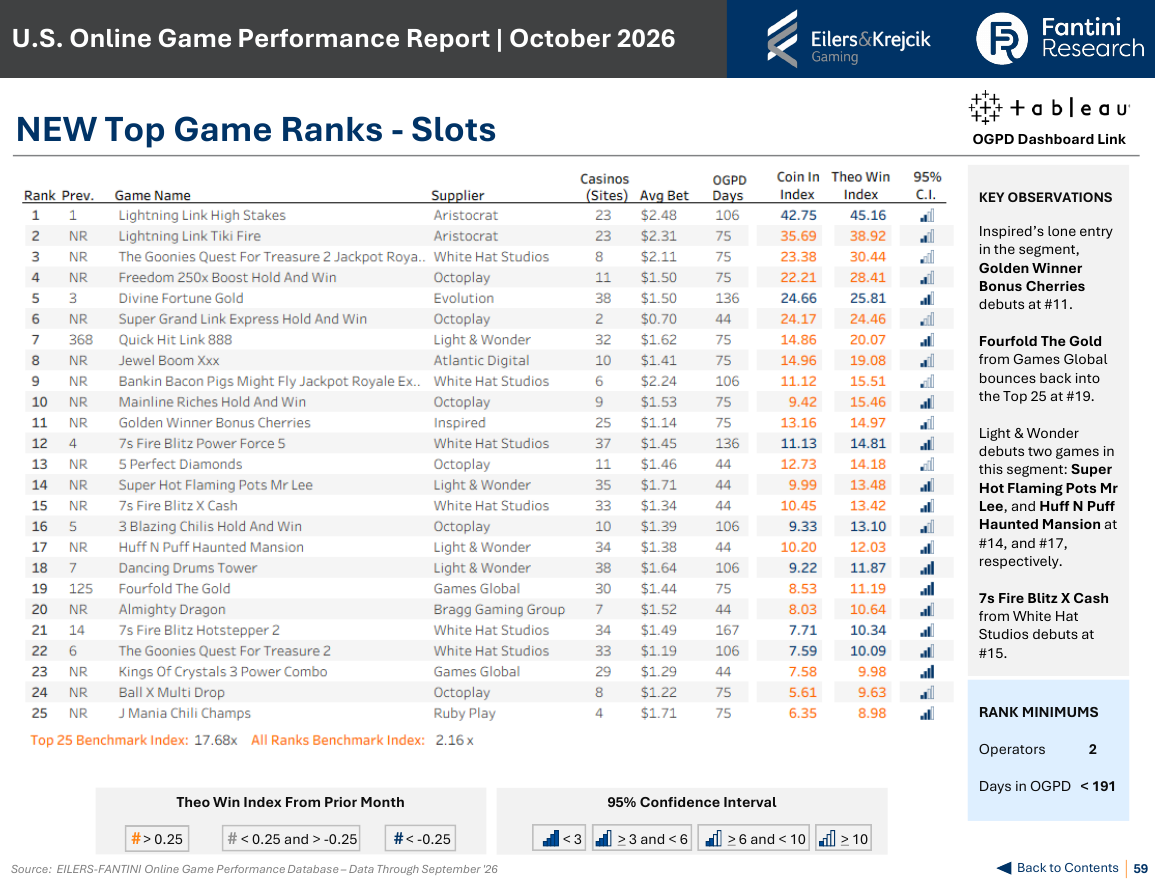 U.S. Online Game Performance Report | October 2026
Eilers&Krejcik
Gaming
Fantini
Research
NEW Top Game Ranks - Slots
+ableau
OGPD Dashboard Link
Rank Prev. Game Name Supplier Casinos (Sites) Avg Bet OGPD Days Coin In Index Theo Win Index 95% C.I.
1 1 Lightning Link High Stakes Aristocrat 23 $2.48 106 42.75 45.16
2 NR Lightning Link Tiki Fire Aristocrat 23 $2.31 75 35.69 38.92
3 NR The Goonies Quest For Treasure 2 Jackpot Roya.. White Hat Studios 8 $2.11 75 23.38 30.44
4 NR Freedom 250x Boost Hold And Win Octoplay 11 $1.50 75 22.21 28.41
5 3 Divine Fortune Gold Evolution 38 $1.50 136 24.66 25.81
6 NR Super Grand Link Express Hold And Win Octoplay 2 $0.70 44 24.17 24.46
7 368 Quick Hit Link 888 Light & Wonder 32 $1.62 75 14.86 20.07
8 NR Jewel Boom Xxx Atlantic Digital 10 $1.41 75 14.96 19.08
9 NR Bankin Bacon Pigs Might Fly Jackpot Royale Ex.. White Hat Studios 6 $2.24 106 11.12 15.51
10 NR Mainline Riches Hold And Win Octoplay 9 $1.53 75 9.42 15.46
11 NR Golden Winner Bonus Cherries Inspired 25 $1.14 75 13.16 14.97
12 4 7s Fire Blitz Power Force 5 White Hat Studios 37 $1.45 136 11.13 14.81
13 NR 5 Perfect Diamonds Octoplay 11 $1.46 44 12.73 14.18
14 NR Super Hot Flaming Pots Mr Lee Light & Wonder 35 $1.71 44 9.99 13.48
15 NR 7s Fire Blitz X Cash White Hat Studios 33 $1.34 44 10.45 13.42
16 5 3 Blazing Chilis Hold And Win Octoplay 10 $1.39 106 9.33 13.10
17 NR Huff N Puff Haunted Mansion Light & Wonder 34 $1.38 44 10.20 12.03
18 7 Dancing Drums Tower Light & Wonder 38 $1.64 106 9.22 11.87
19 125 Fourfold The Gold Games Global 30 $1.44 75 8.53 11.19
20 NR Almighty Dragon Bragg Gaming Group 7 $1.52 44 8.03 10.64
21 14 7s Fire Blitz Hotstepper 2 White Hat Studios 34 $1.49 167 7.71 10.34
22 6 The Goonies Quest For Treasure 2 White Hat Studios 33 $1.19 106 7.59 10.09
23 NR Kings Of Crystals 3 Power Combo Games Global 29 $1.29 44 7.58 9.98
24 NR Ball X Multi Drop Octoplay 8 $1.22 75 5.61 9.63
25 NR J Mania Chili Champs Ruby Play 4 $1.71 75 6.35 8.98
Top 25 Benchmark Index: 17.68x All Ranks Benchmark Index: 2.16 x
KEY OBSERVATIONS
Inspired's lone entry
in the segment,
Golden Winner
Bonus Cherries
debuts at #11.
Fourfold The Gold
from Games Global
bounces back into
the Top 25 at #19.
Light & Wonder
debuts two games in
this segment: Super
Hot Flaming Pots Mr
Lee, and Huff N Puff
Haunted Mansion at
#14, and #17,
respectively.
7s Fire Blitz X Cash
from White Hat
Studios debuts at
#15.
RANK MINIMUMS
Operators 2
Days in OGPD < 191
Theo Win Index From Prior Month
# > 0.25 # < 0.25 and > -0.25 # < -0.25
95% Confidence Interval
< 3 ≥ 3 and < 6 ≥ 6 and < 10 ≥ 10
Source: EILERS-FANTINI Online Game Performance Database – Data Through September '26
Back to Contents | 59